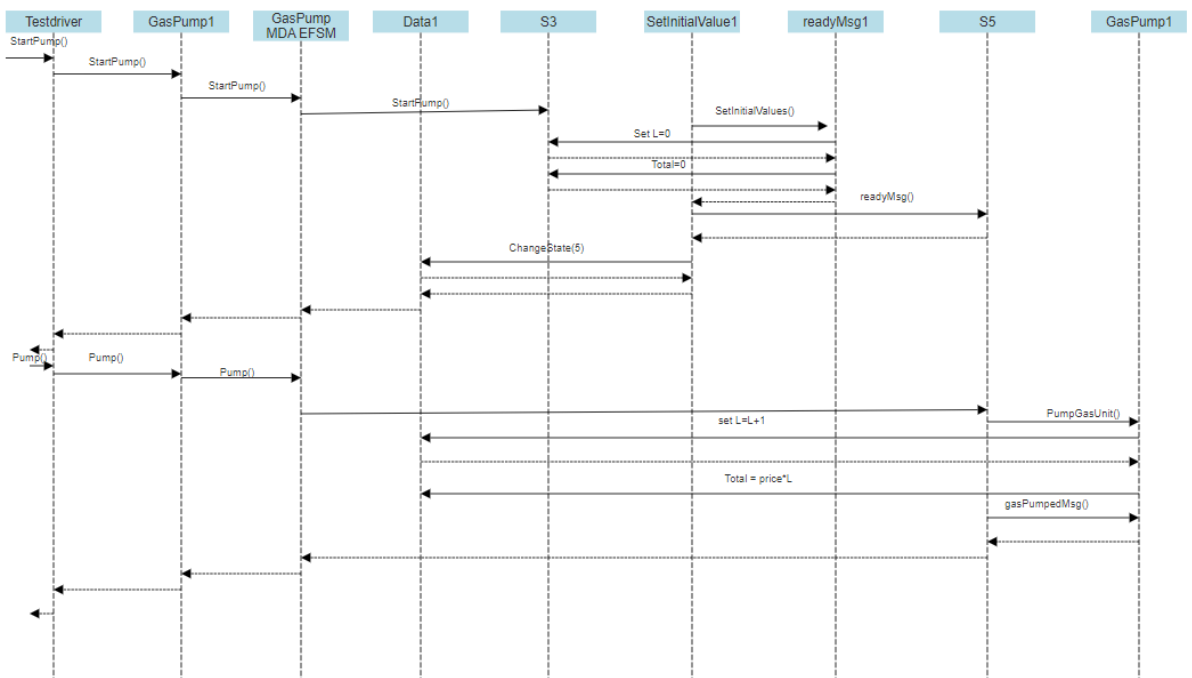 Testdriver
GasPump1
GasPump
MDA EFSM
Data1
S3
SetInitialValue1
readyMsg1
S5
GasPump1
StartPump()
StartPump()
StartPump()
StartPump()
SetInitialValues()
Set L=0
Total=0
readyMsg()
ChangeState(5)
Pump()
Pump()
Pump()
set L=L+1
PumpGasUnit()
Total = price*L
gasPumpedMsg()